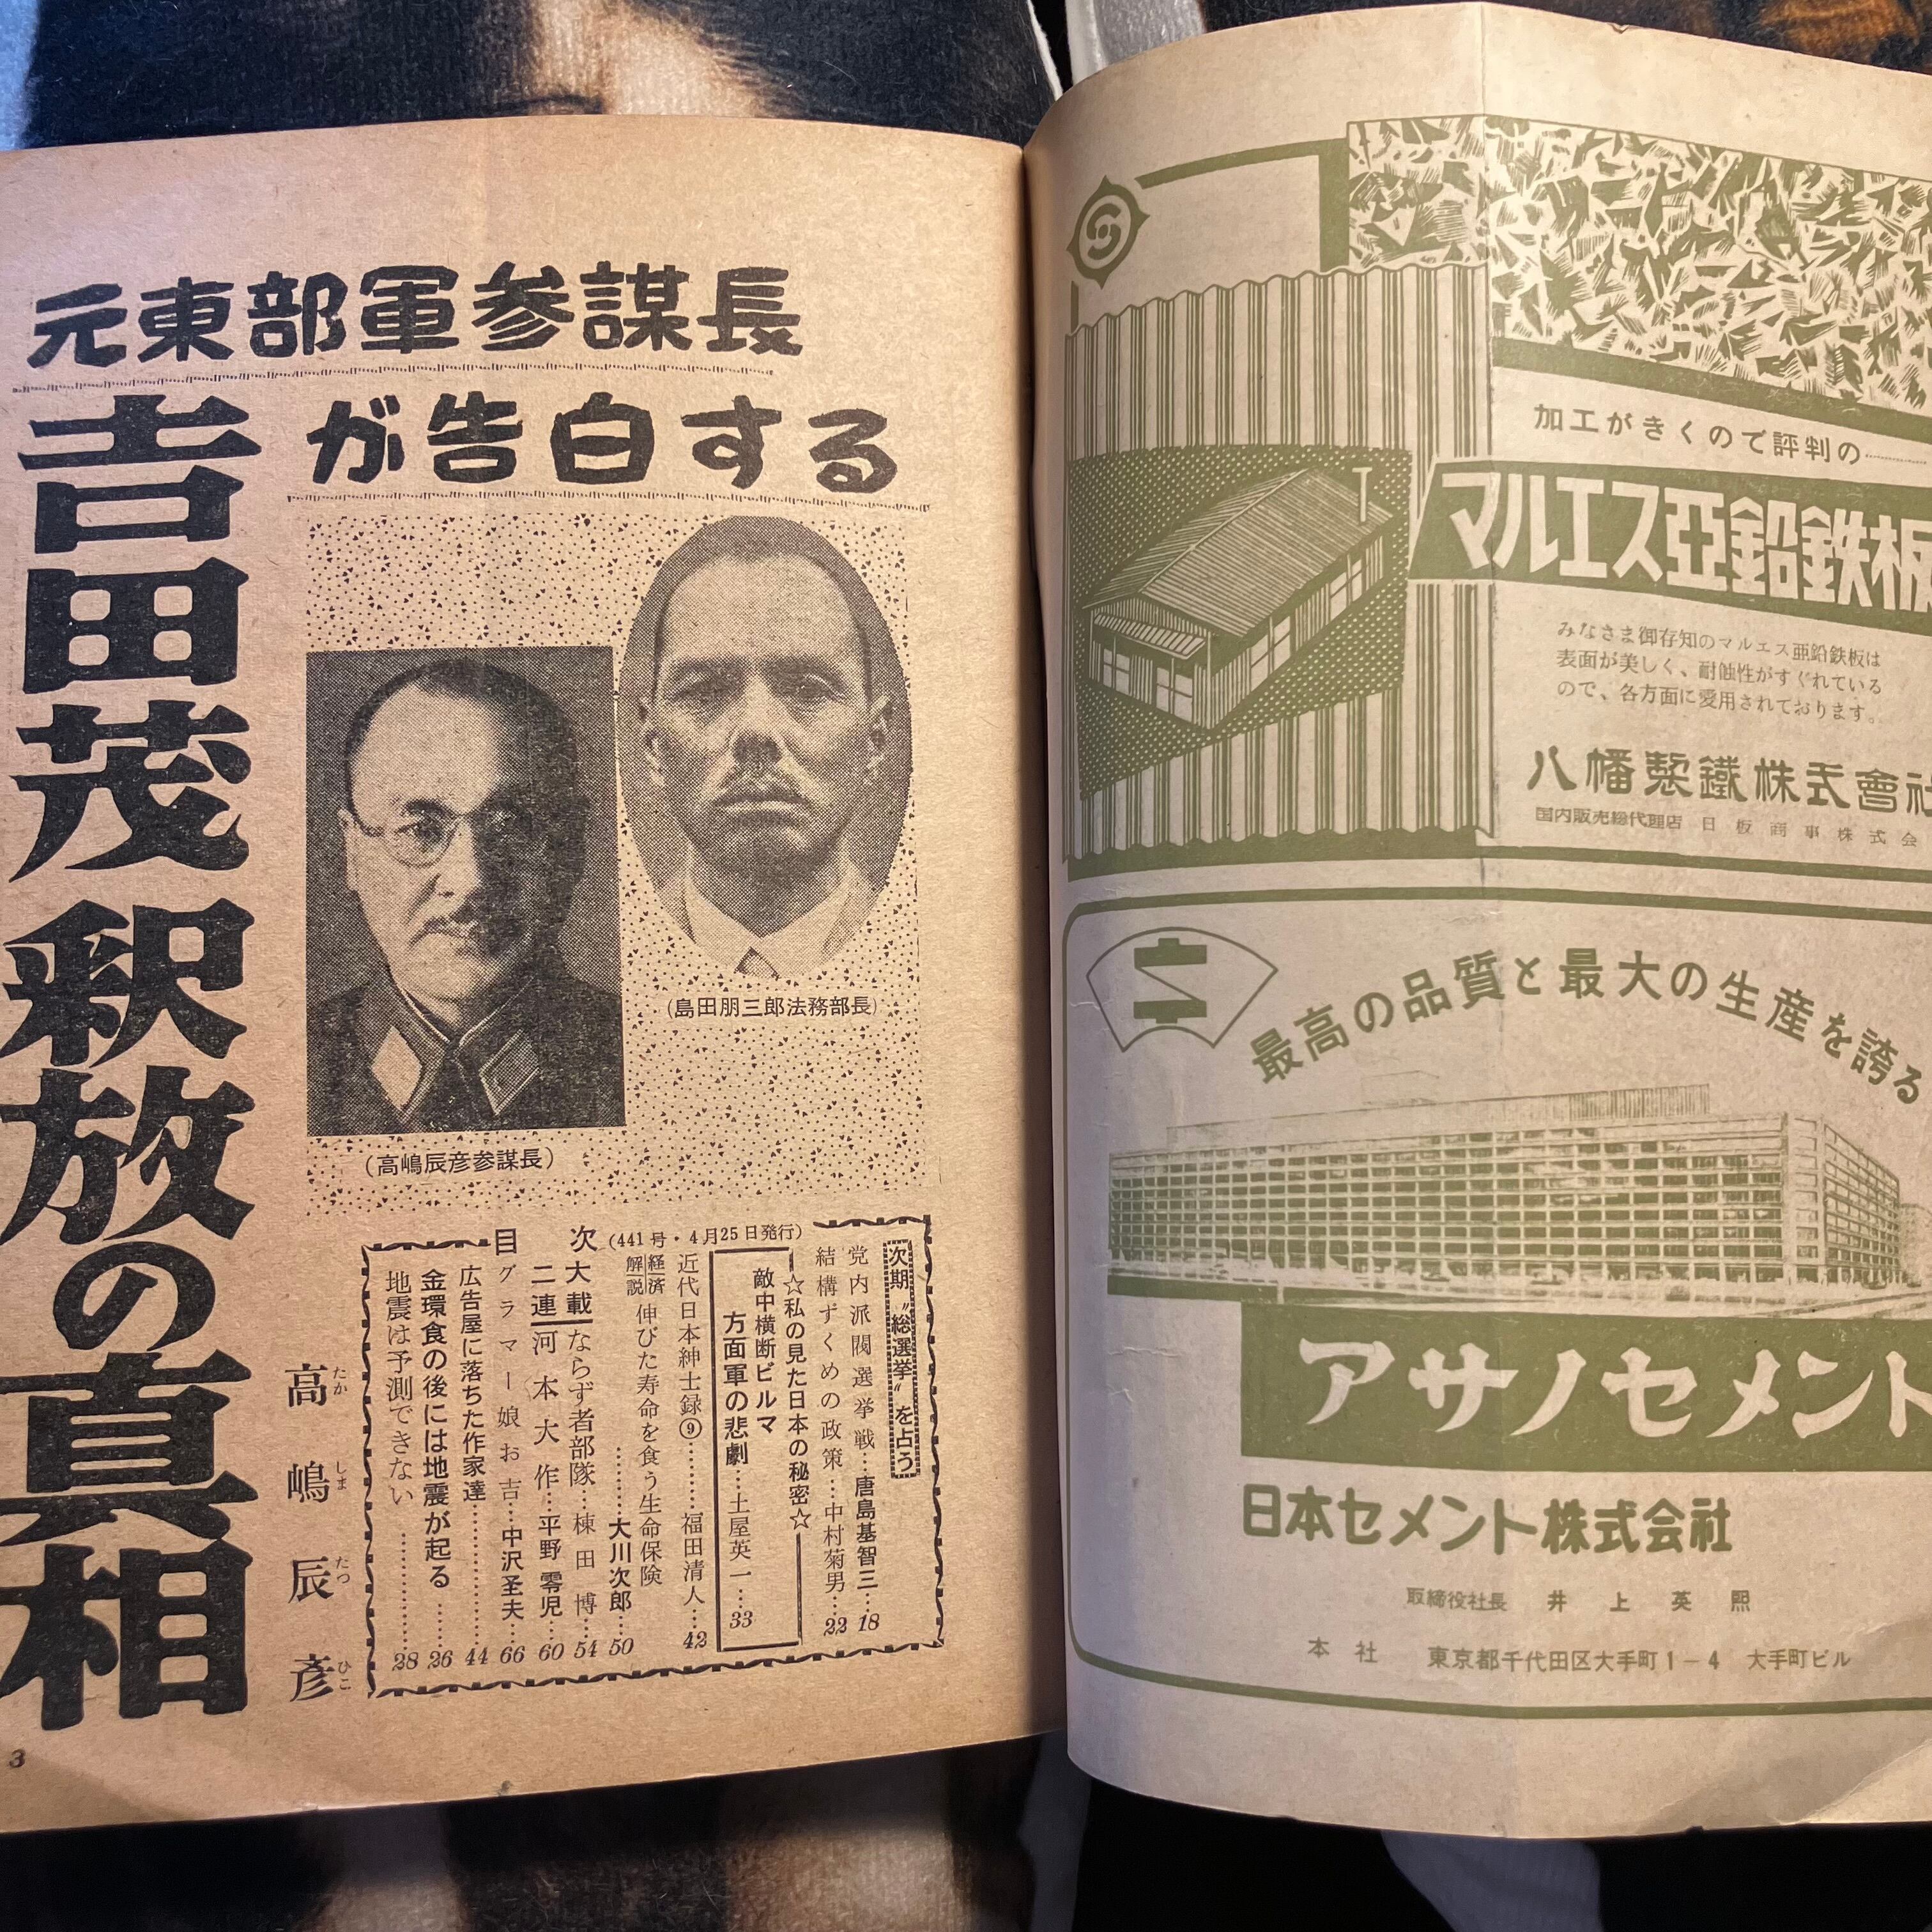 元東部軍参謀長
が告白する
吉田茂釈放の真相
高嶋辰彦
たかしまたつひこ
(島田朋三郎法務部長)
(高嶋辰彦参謀長)
目次(441号・4月25日発行)
次期〝総選挙〟を占う
党内派閥選挙戦…唐島基智三…18
結構ずくめの政策…中村菊男…22
☆私の見た日本の秘密☆
敵中横断ビルマ
方面軍の悲劇…土屋英一…33
近代日本紳士録⑨…福田清人…42
経済解説 伸びた寿命を食う生命保険
…大川次郎…50
二大連載
ならず者部隊…棟田博…54
河本大作…平野零児…60
グラマー娘お吉…中沢圣夫…66
広告屋に落ちた作家達…44
金環食の後には地震が起る…26
地震は予測できない…28
3
加工がきくので評判の……
マルエス亜鉛鉄板
みなさま御存知のマルエス亜鉛鉄板は
表面が美しく、耐蝕性がすぐれている
ので、各方面に愛用されております。
八幡製鐵株式會社
国内販売総代理店 日板商事株式会
最高の品質と最大の生産を誇る
アサノセメント
日本セメント株式会社
取締役社長 井上英煕
本社 東京都千代田区大手町1-4 大手町ビル